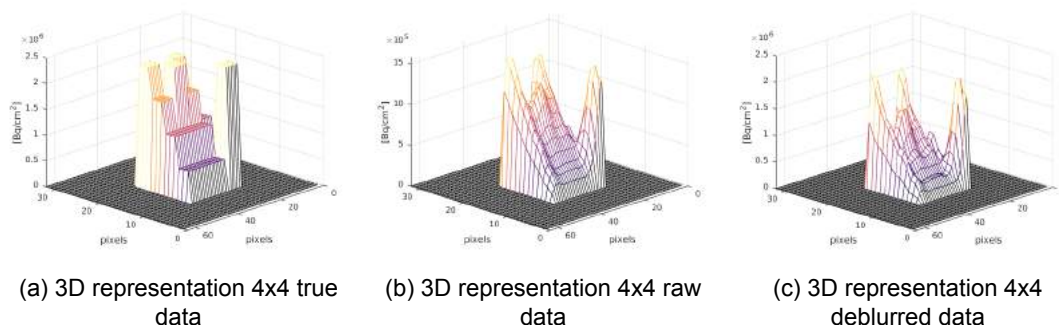 ×10⁶
2.5
2
1.5
1
0.5
0
[Bq/cm²]
30
20
10
0
pixels
60
40
20
0
pixels
(a) 3D representation 4x4 true
data
×10⁵
15
10
5
0
[Bq/cm²]
30
20
10
0
pixels
60
40
20
0
pixels
(b) 3D representation 4x4 raw
data
×10⁶
2.5
2
1.5
1
0.5
0
[Bq/cm²]
30
20
10
0
pixels
60
40
20
0
pixels
(c) 3D representation 4x4
deblurred data